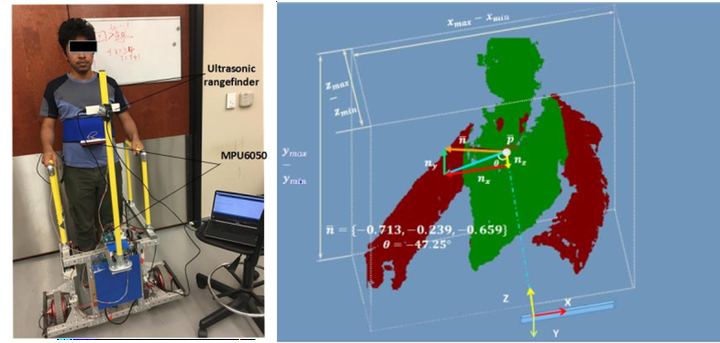 Ultrasonic
rangefinder
MPU6050
x_max − x_min
z_max
−
z_min
y_max
−
y_min
n̄
p̄
n_y
θ
n_z
n_x
n̄ = {−0.713, −0.239, −0.659}
θ = −47.25°
Z
X
Y